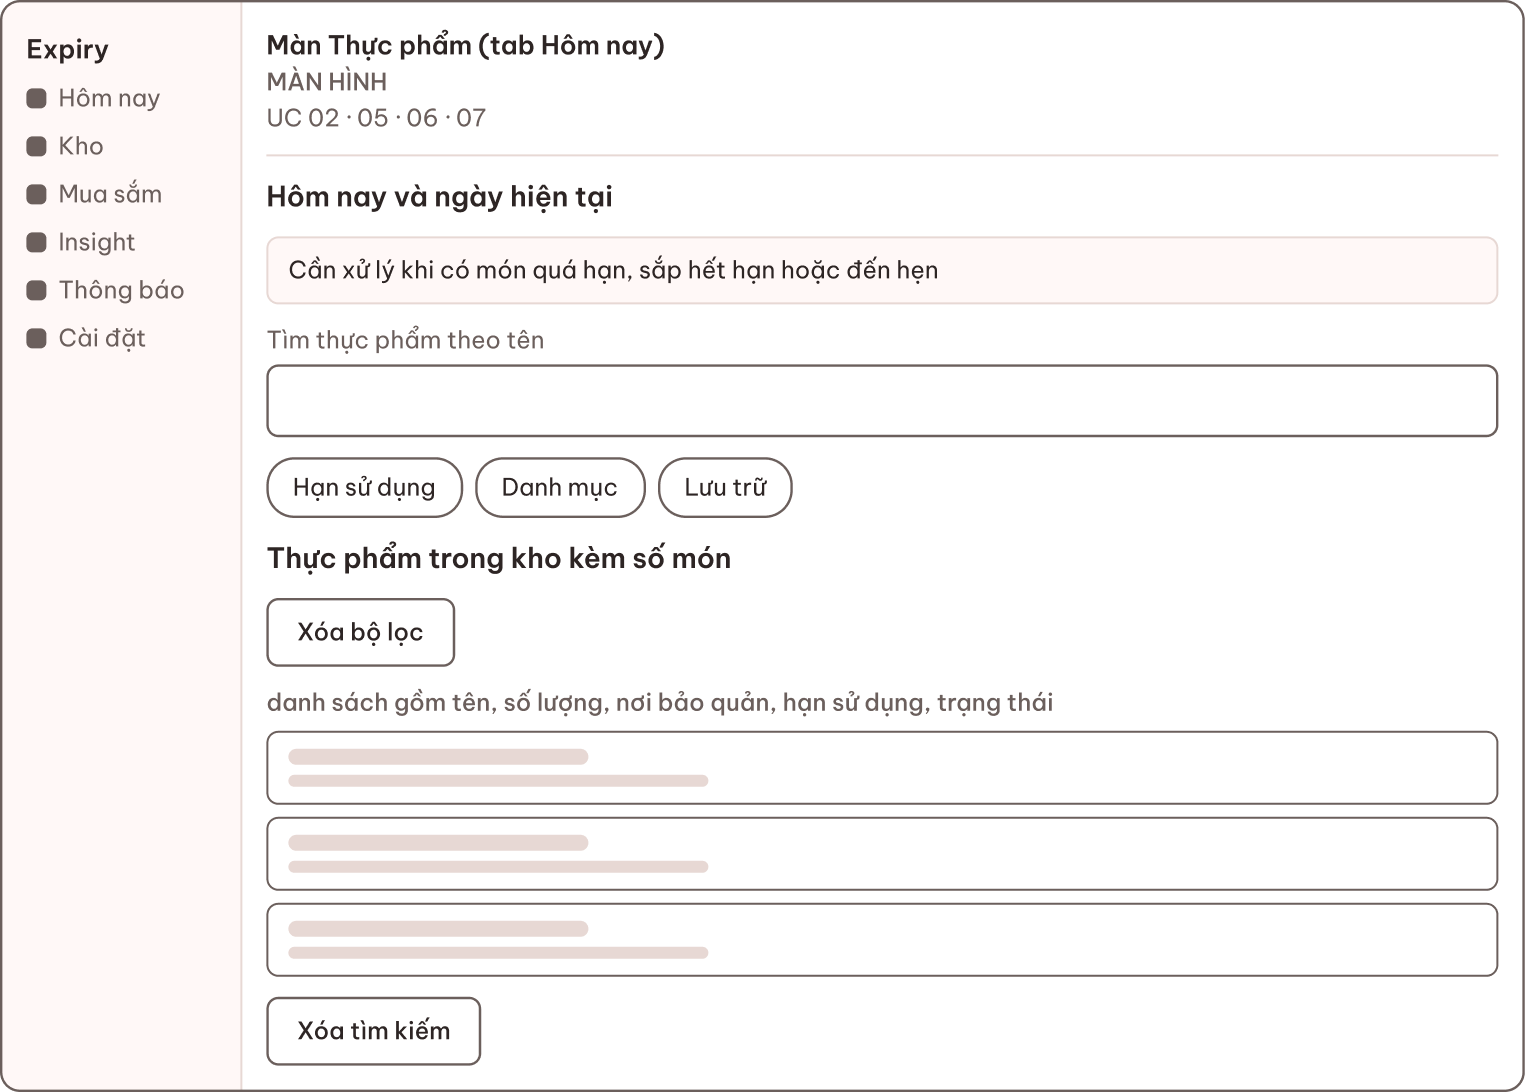 Expiry
Hôm nay
Kho
Mua sắm
Insight
Thông báo
Cài đặt
Màn Thực phẩm (tab Hôm nay)
MÀN HÌNH
UC 02 · 05 · 06 · 07
Hôm nay và ngày hiện tại
Cần xử lý khi có món quá hạn, sắp hết hạn hoặc đến hẹn
Tìm thực phẩm theo tên
Hạn sử dụng
Danh mục
Lưu trữ
Thực phẩm trong kho kèm số món
Xóa bộ lọc
danh sách gồm tên, số lượng, nơi bảo quản, hạn sử dụng, trạng thái
Xóa tìm kiếm